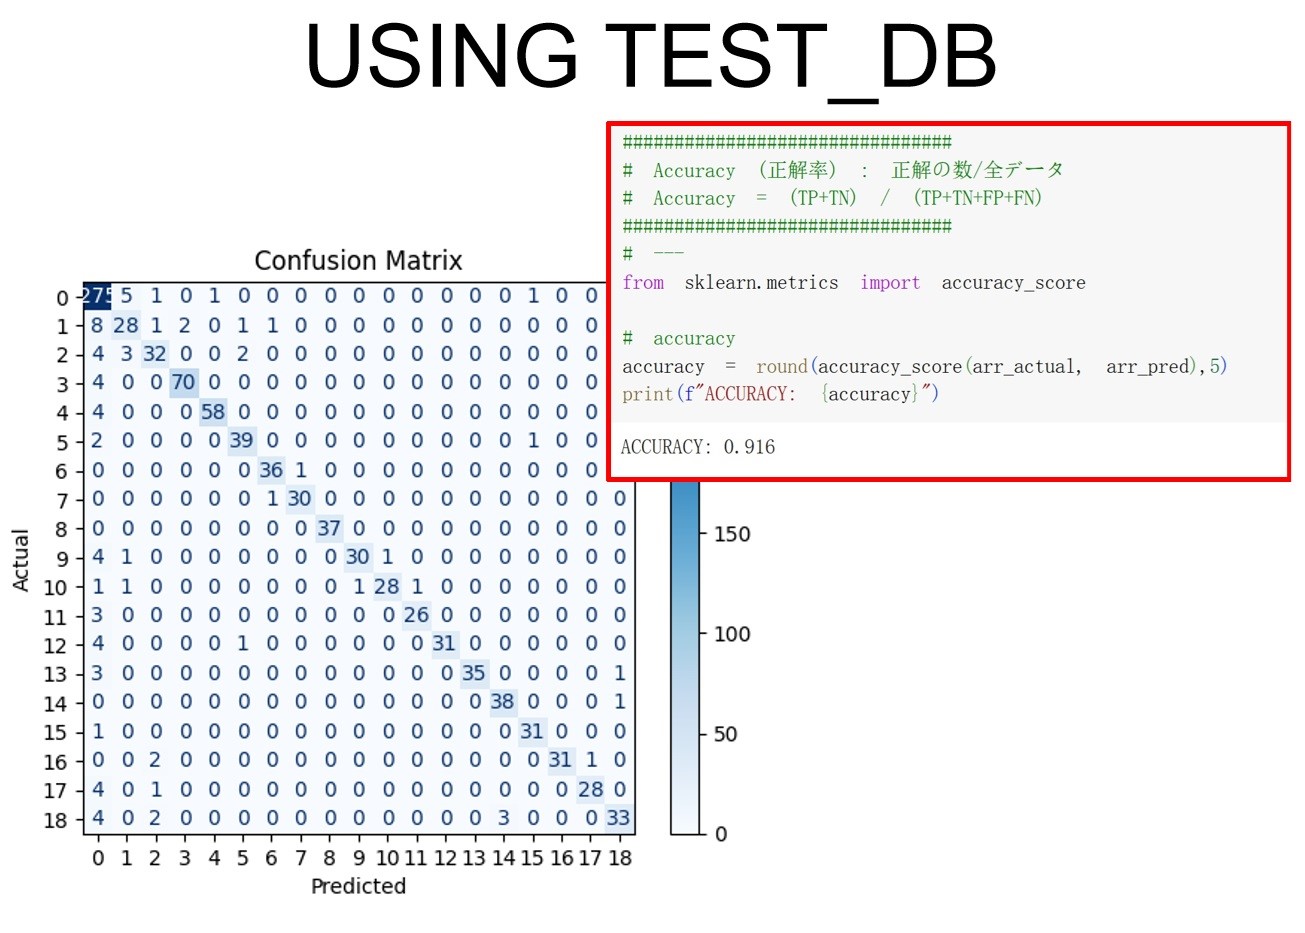 USING TEST_DB
################################
# Accuracy （正解率） : 正解の数/全データ
# Accuracy = (TP+TN) / (TP+TN+FP+FN)
################################
# ---
from sklearn.metrics import accuracy_score
# accuracy
accuracy = round(accuracy_score(arr_actual, arr_pred),5)
print(f"ACCURACY: {accuracy}")
ACCURACY: 0.916
Confusion Matrix
0 275 5 1 0 1 0 0 0 0 0 0 0 0 0 0 1 0 0
1 8 28 1 2 0 1 1 0 0 0 0 0 0 0 0 0 0 0
2 4 3 32 0 0 2 0 0 0 0 0 0 0 0 0 0 0 0
3 4 0 0 70 0 0 0 0 0 0 0 0 0 0 0 0 0 0
4 4 0 0 0 58 0 0 0 0 0 0 0 0 0 0 0 0 0
5 2 0 0 0 0 39 0 0 0 0 0 0 0 0 0 1 0 0
6 0 0 0 0 0 0 36 1 0 0 0 0 0 0 0 0 0 0
7 0 0 0 0 0 0 1 30 0 0 0 0 0 0 0 0 0 0 0
8 0 0 0 0 0 0 0 0 37 0 0 0 0 0 0 0 0 0 0
9 4 1 0 0 0 0 0 0 0 30 1 0 0 0 0 0 0 0 0
10 1 1 0 0 0 0 0 0 0 1 28 1 0 0 0 0 0 0 0
11 3 0 0 0 0 0 0 0 0 0 0 26 0 0 0 0 0 0 0
12 4 0 0 0 0 1 0 0 0 0 0 0 31 0 0 0 0 0 0
13 3 0 0 0 0 0 0 0 0 0 0 0 0 35 0 0 0 0 1
14 0 0 0 0 0 0 0 0 0 0 0 0 0 0 38 0 0 0 1
15 1 0 0 0 0 0 0 0 0 0 0 0 0 0 0 31 0 0 0
16 0 0 2 0 0 0 0 0 0 0 0 0 0 0 0 0 31 1 0
17 4 0 1 0 0 0 0 0 0 0 0 0 0 0 0 0 0 28 0
18 4 0 2 0 0 0 0 0 0 0 0 0 0 0 3 0 0 0 33
0 1 2 3 4 5 6 7 8 9 10 11 12 13 14 15 16 17 18
Predicted
Actual
150
100
50
0